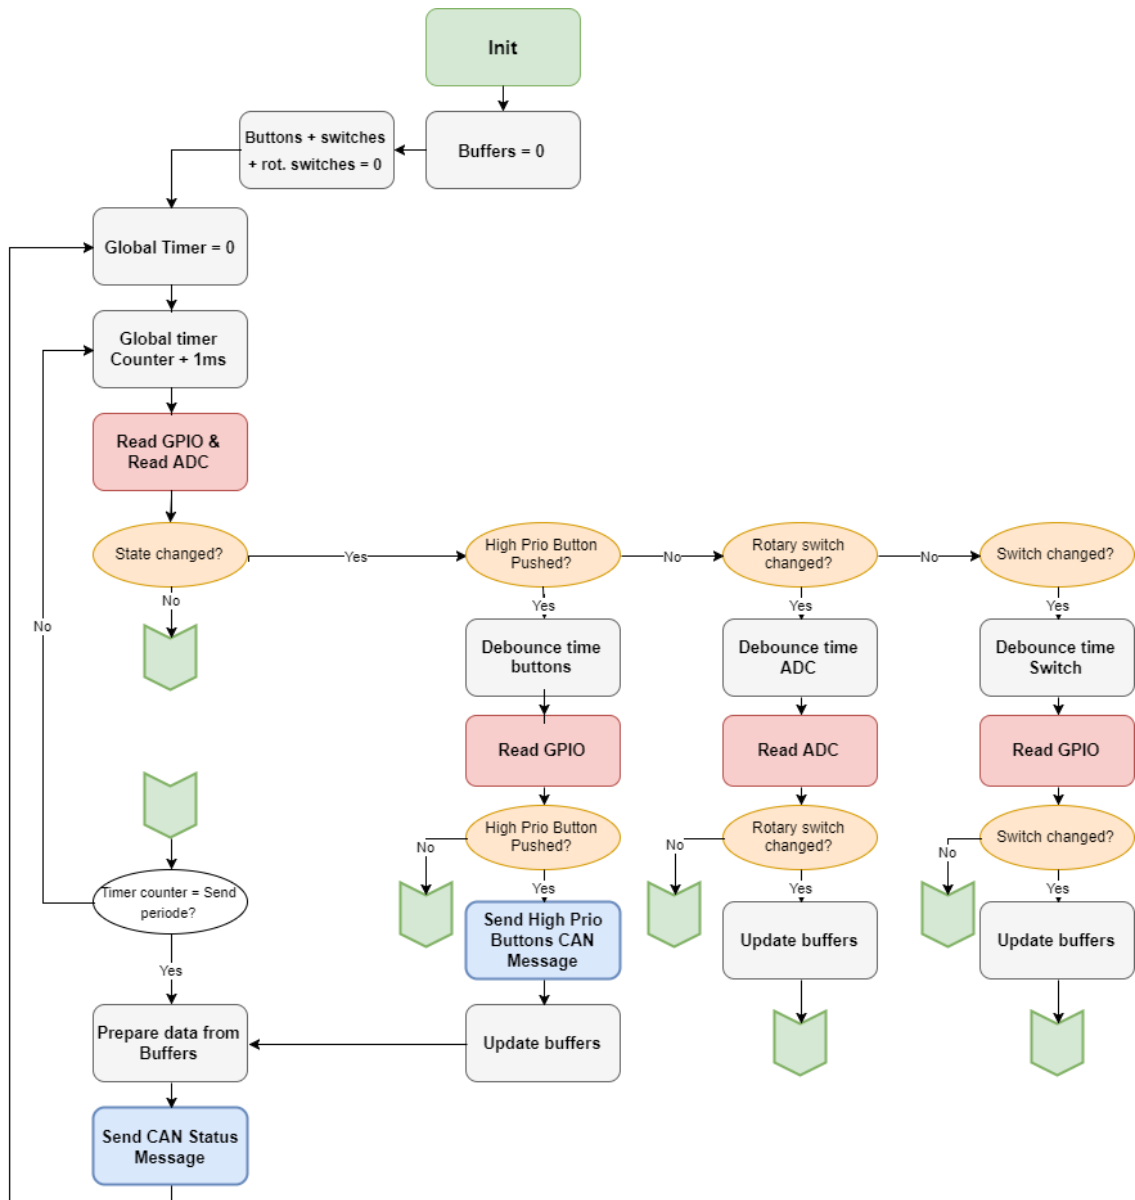 Init
Buttons + switches
+ rot. switches = 0
Buffers = 0
Global Timer = 0
Global timer
Counter + 1ms
Read GPIO &
Read ADC
State changed?
Yes
High Prio Button
Pushed?
No
Rotary switch
changed?
No
Switch changed?
No
Yes
Yes
Yes
No
Debounce time
buttons
Debounce time
ADC
Debounce time
Switch
Read GPIO
Read ADC
Read GPIO
High Prio Button
Pushed?
Rotary switch
changed?
Switch changed?
No
No
No
Timer counter = Send
periode?
Yes
Yes
Yes
Send High Prio
Buttons CAN
Message
Update buffers
Update buffers
Yes
Prepare data from
Buffers
Update buffers
Send CAN Status
Message